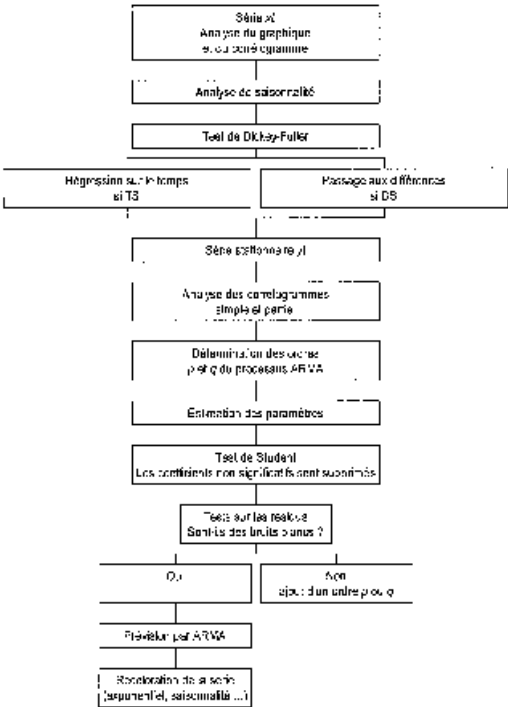 Série xt
Analyse du graphique
et du corrélogramme
Analyse de saisonnalité
Test de Dickey-Fuller
Régression sur le temps
si TS
Passage aux différences
si DS
Série stationnaire yt
Analyse des corrélogrammes
simple et partiel
Détermination des ordres
p et q du processus ARMA
Estimation des paramètres
Test de Student
Les coefficients non significatifs sont supprimés
Tests sur les résidus
Sont-ils des bruits blancs ?
Oui
Non
ajout d'un ordre p ou q
Prévision par ARMA
Recoloration de la série
(exponentiel, saisonnalité ...)